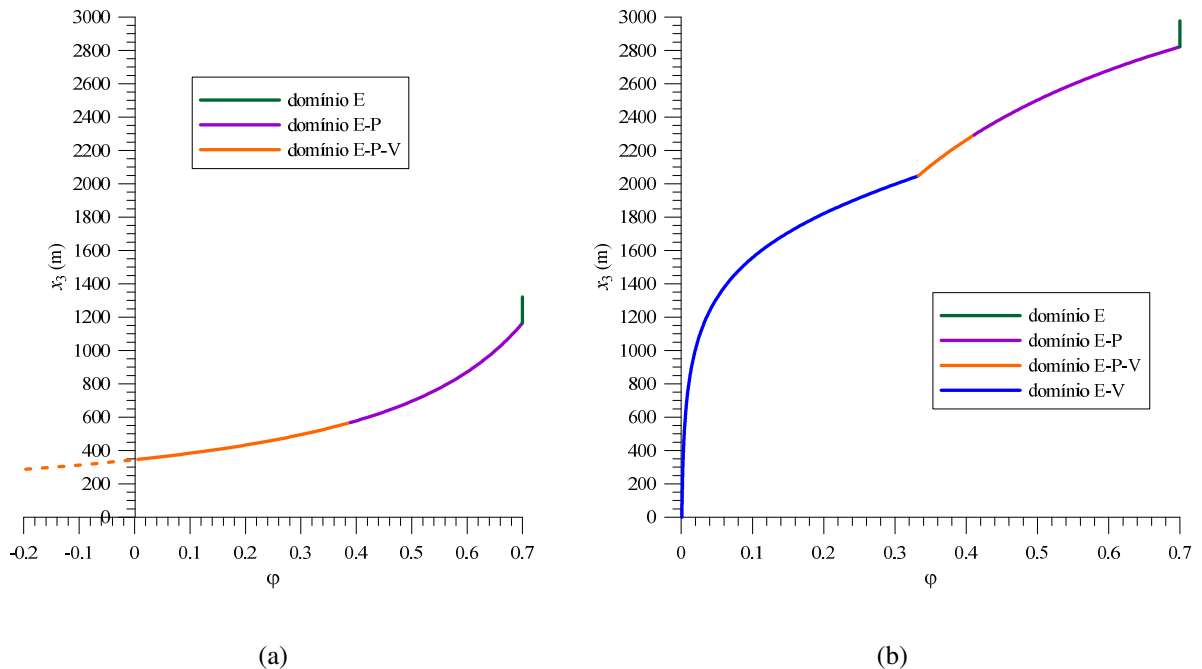 3000
2800
2600
2400
2200
2000
1800
1600
1400
1200
1000
800
600
400
200
0
x₃ (m)
domínio E
domínio E-P
domínio E-P-V
-0.2 -0.1 0 0.1 0.2 0.3 0.4 0.5 0.6 0.7
φ
(a)
3000
2800
2600
2400
2200
2000
1800
1600
1400
1200
1000
800
600
400
200
0
x₃ (m)
domínio E
domínio E-P
domínio E-P-V
domínio E-V
0 0.1 0.2 0.3 0.4 0.5 0.6 0.7
φ
(b)